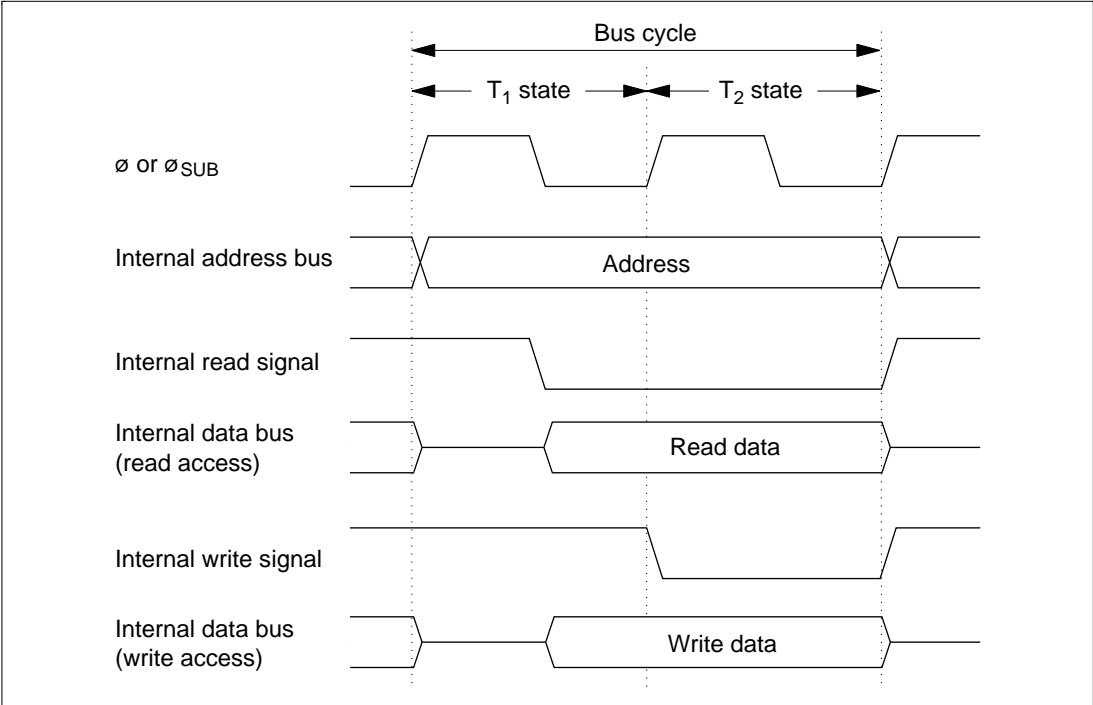 Bus cycle
T1 state
T2 state
ø or øSUB
Internal address bus
Address
Internal read signal
Internal data bus
(read access)
Read data
Internal write signal
Internal data bus
(write access)
Write data